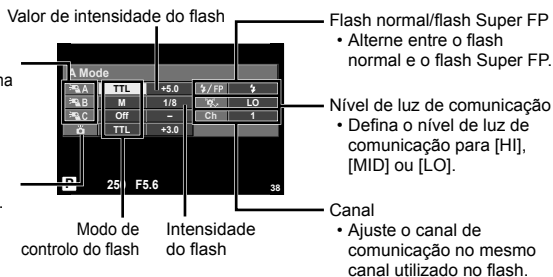 Valor de intensidade do flash
Flash normal/flash Super FP
• Alterne entre o flash
normal e o flash Super FP.
A Mode
A TTL +5.0 /FP
B M 1/8 LO
C Off – Ch 1
TTL +3.0
P 250 F5.6 38
Nível de luz de comunicação
• Defina o nível de luz de
comunicação para [HI],
[MID] ou [LO].
Modo de
controlo do flash
Intensidade
do flash
Canal
• Ajuste o canal de
comunicação no mesmo
canal utilizado no flash.